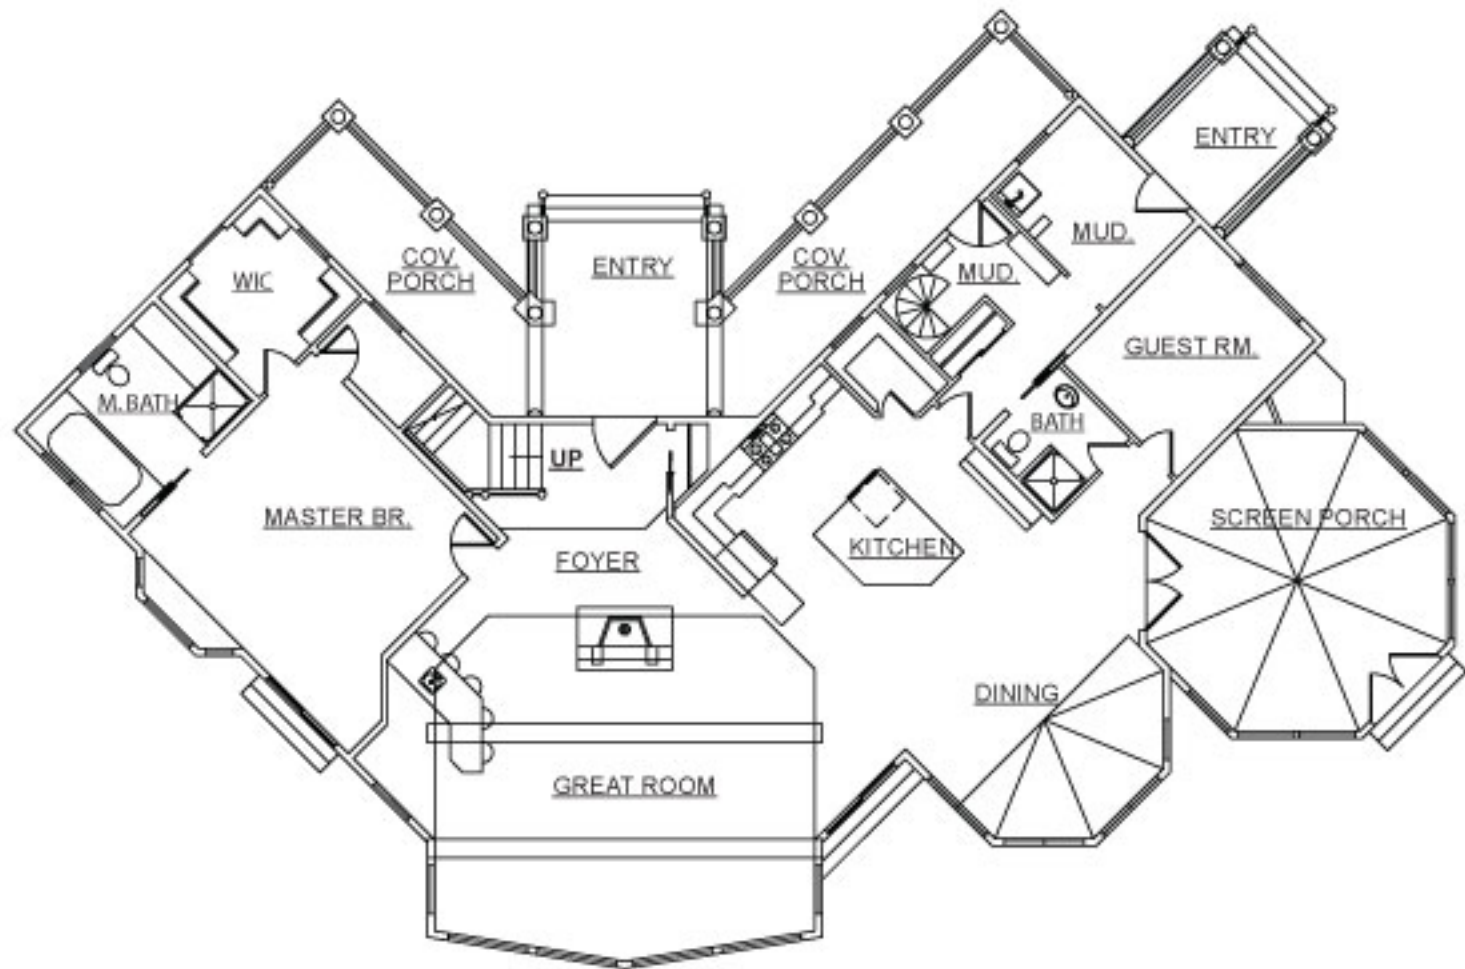 ENTRY
MUD.
COV.
PORCH
ENTRY
COV.
PORCH
MUD.
WIC
GUEST RM.
M. BATH
BATH
UP
MASTER BR.
SCREEN PORCH
KITCHEN
FOYER
DINING
GREAT ROOM